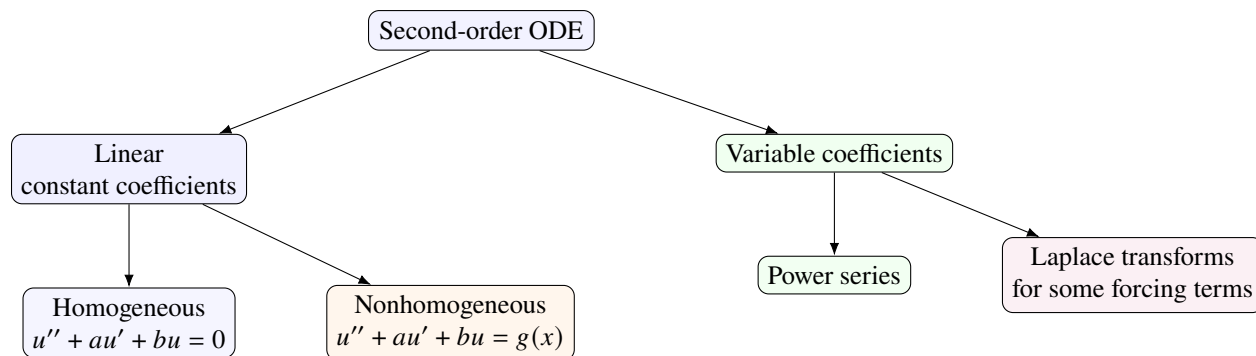 Second-order ODE
Linear
constant coefficients
Variable coefficients
Homogeneous
u′′ + au′ + bu = 0
Nonhomogeneous
u′′ + au′ + bu = g(x)
Power series
Laplace transforms
for some forcing terms